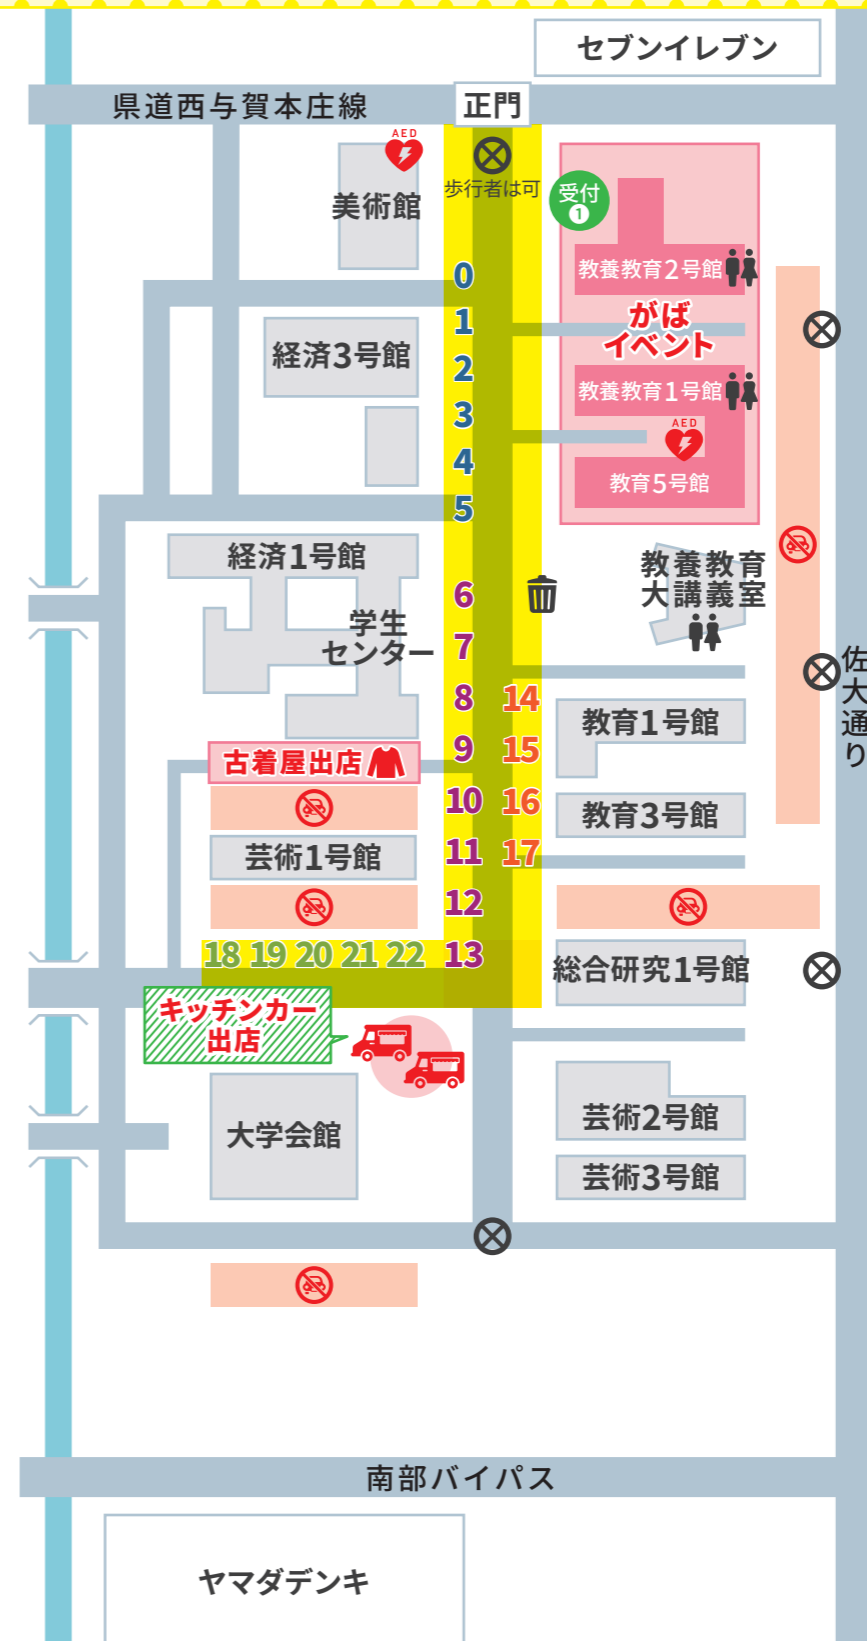 セブンイレブン
県道西与賀本庄線
正門
AED
歩行者は可
美術館
受付
1
0
教養教育2号館
1
がば
イベント
経済3号館
2
教養教育1号館
3
AED
4
教育5号館
5
経済1号館
教養教育
大講義室
6
学生
センター
7
佐大通り
8
14
教育1号館
9
15
古着屋出店
10
16
教育3号館
11
17
芸術1号館
12
18 19 20 21 22 13
総合研究1号館
キッチンカー
出店
大学会館
芸術2号館
芸術3号館
南部バイパス
ヤマダデンキ